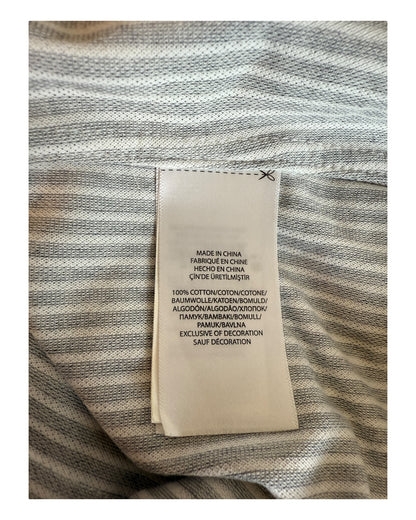 MADE IN CHINA
FABRIQUÉ EN CHINE
HECHO EN CHINA
ÇİN'DE ÜRETİLMİŞTİR
100% COTTON/COTON/COTONE/
BAUMWOLLE/KATOEN/BOMULD/
ALGODÓN/ALGODÃO/ХЛОПОК/
ПАМУК/BAMBAKI/BOMULL/
PAMUK/BAVLNA
EXCLUSIVE OF DECORATION
SAUF DÉCORATION